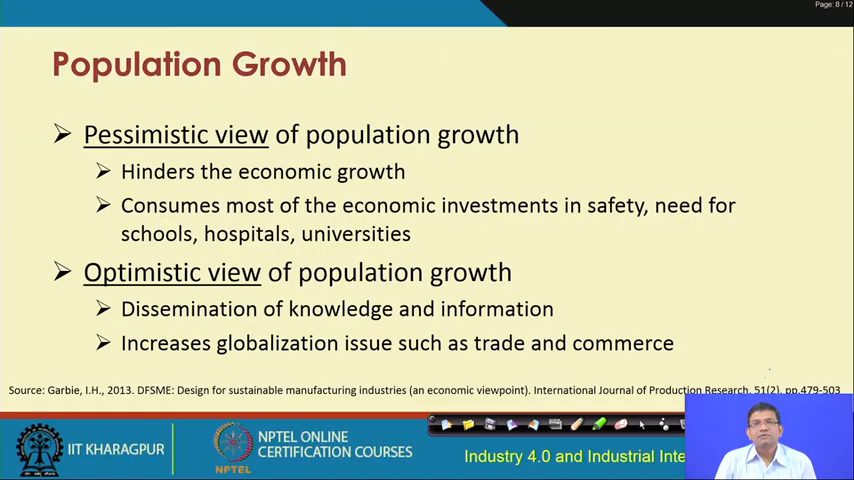 Page: 8 / 12
Population Growth
➢ Pessimistic view of population growth
➢ Hinders the economic growth
➢ Consumes most of the economic investments in safety, need for
schools, hospitals, universities
➢ Optimistic view of population growth
➢ Dissemination of knowledge and information
➢ Increases globalization issue such as trade and commerce
Source: Garbie, I.H., 2013. DFSME: Design for sustainable manufacturing industries (an economic viewpoint). International Journal of Production Research, 51(2), pp.479-503
IIT KHARAGPUR
NPTEL
NPTEL ONLINE
CERTIFICATION COURSES
Industry 4.0 and Industrial Inte